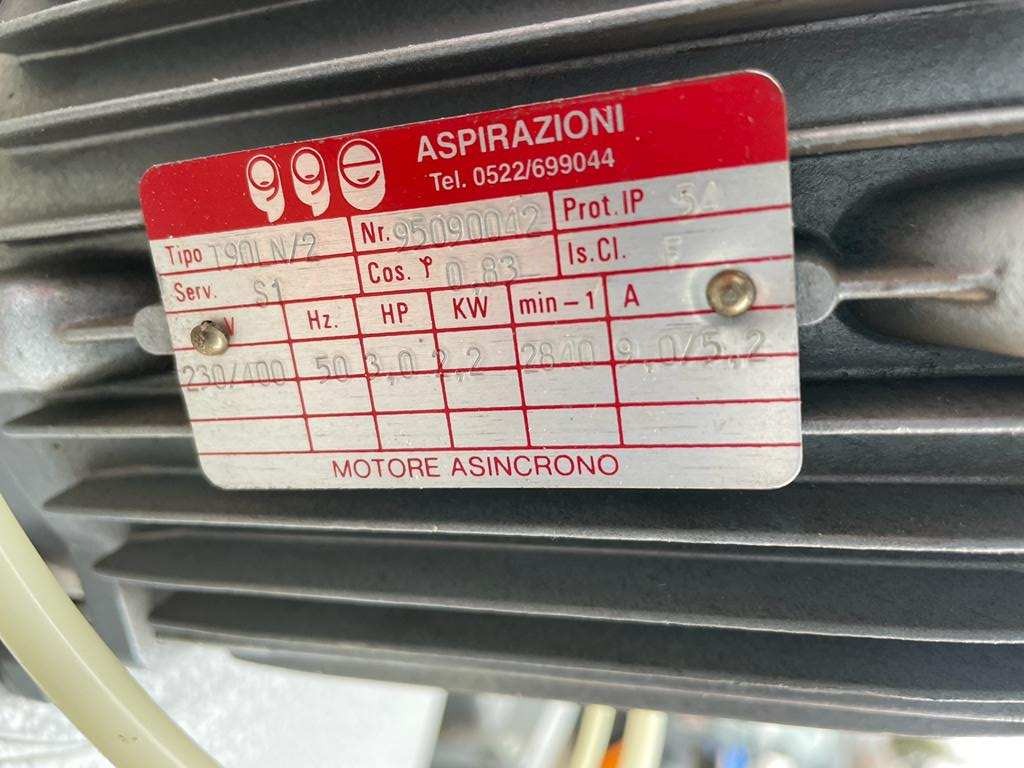 gge ASPIRAZIONI
Tel. 0522/699044
Tipo T90LN/2 Nr. 95090042 Prot. IP 54
Serv. S1 Cos. φ 0,83 Is. Cl. F
V Hz. HP KW min-1 A
230/400 50 3,0 2,2 2840 9,0/5,2
MOTORE ASINCRONO